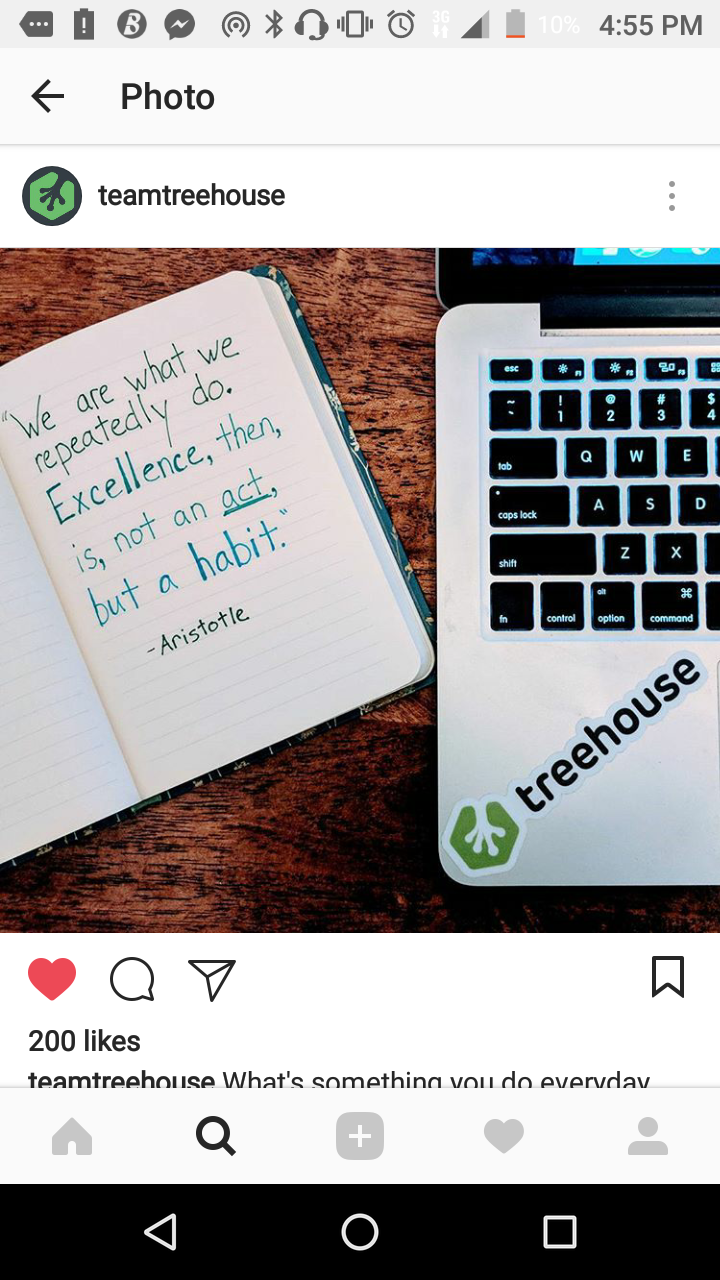 3G
10%
4:55 PM
Photo
teamtreehouse
"We are what we
repeatedly do.
Excellence, then,
is, not an act,
but a habit."
-Aristotle
esc
F1
F2
F3
~
` 
!
1
@
2
#
3
$
4
tab
Q
W
E
caps lock
A
S
D
shift
Z
X
fn
control
alt
option
⌘
command
treehouse
200 likes
teamtreehouse What's something you do everyday